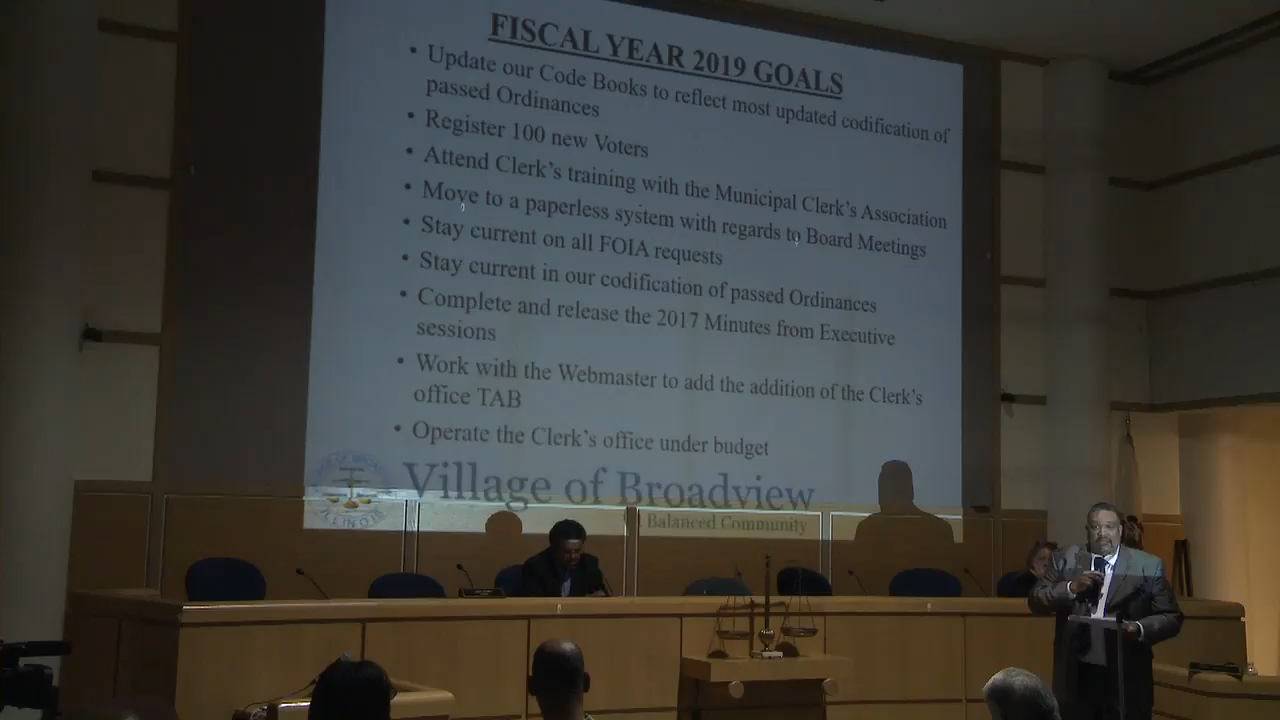 FISCAL YEAR 2019 GOALS
• Update our Code Books to reflect most updated codification of
passed Ordinances
• Register 100 new Voters
• Attend Clerk's training with the Municipal Clerk's Association
• Move to a paperless system with regards to Board Meetings
• Stay current on all FOIA requests
• Stay current in our codification of passed Ordinances
• Complete and release the 2017 Minutes from Executive
sessions
• Work with the Webmaster to add the addition of the Clerk's
office TAB
• Operate the Clerk's office under budget
Village of Broadview
Balanced Community